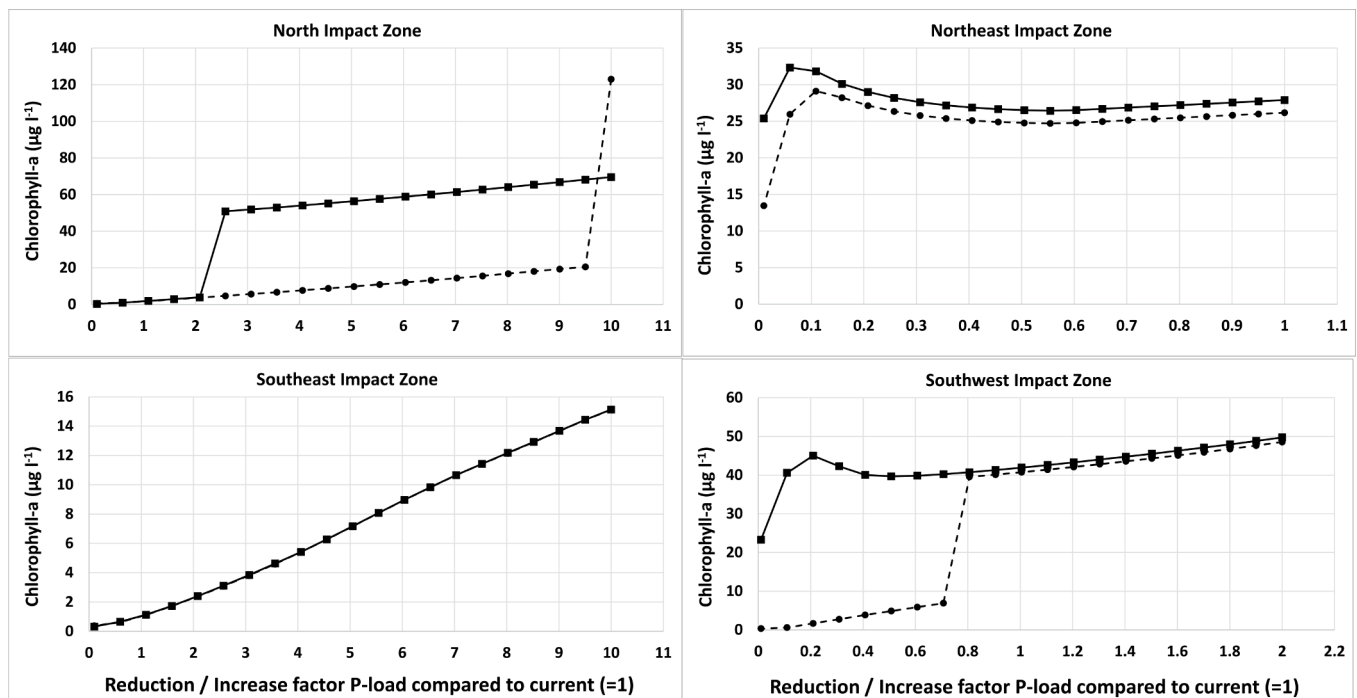 North Impact Zone
Chlorophyll-a (µg l-1)
140
120
100
80
60
40
20
0
0 1 2 3 4 5 6 7 8 9 10 11
Northeast Impact Zone
Chlorophyll-a (µg l-1)
35
30
25
20
15
10
5
0
0 0.1 0.2 0.3 0.4 0.5 0.6 0.7 0.8 0.9 1 1.1
Southeast Impact Zone
Chlorophyll-a (µg l-1)
16
14
12
10
8
6
4
2
0
0 1 2 3 4 5 6 7 8 9 10 11
Reduction / Increase factor P-load compared to current (=1)
Southwest Impact Zone
Chlorophyll-a (µg l-1)
60
50
40
30
20
10
0
0 0.2 0.4 0.6 0.8 1 1.2 1.4 1.6 1.8 2 2.2
Reduction / Increase factor P-load compared to current (=1)